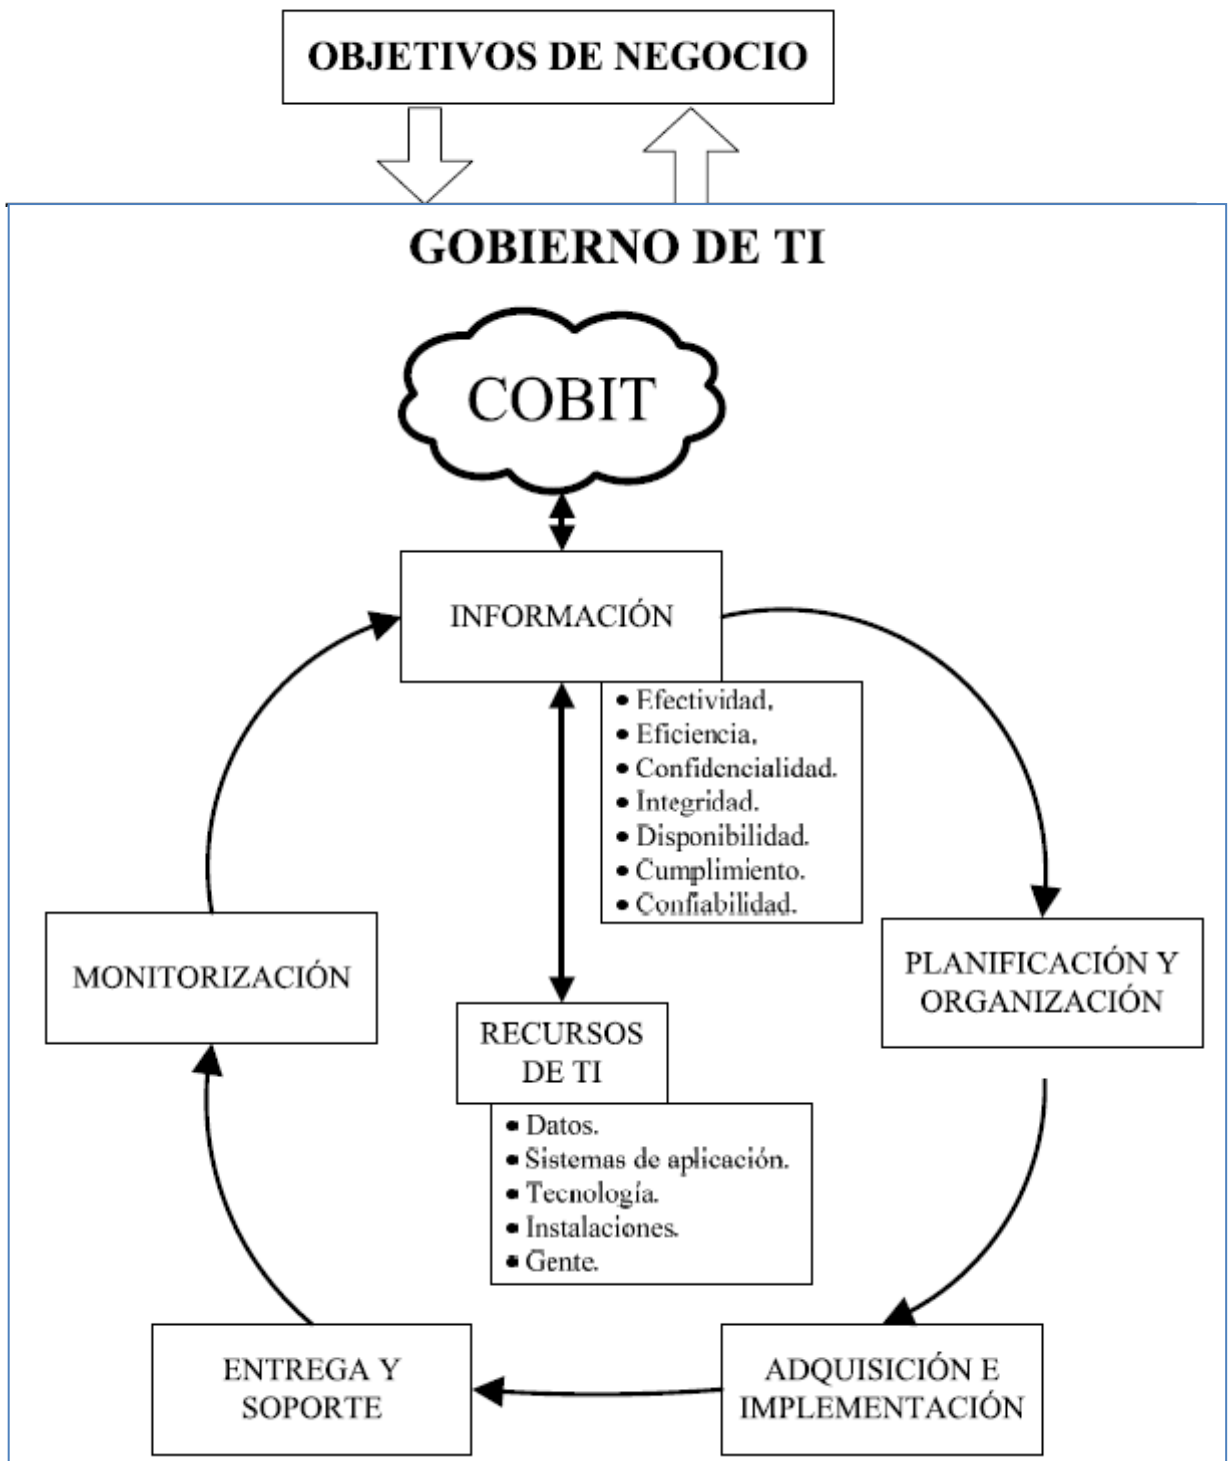 OBJETIVOS DE NEGOCIO
GOBIERNO DE TI
COBIT
INFORMACIÓN
• Efectividad,
• Eficiencia,
• Confidencialidad.
• Integridad.
• Disponibilidad.
• Cumplimiento.
• Confiabilidad.
PLANIFICACIÓN Y
ORGANIZACIÓN
MONITORIZACIÓN
RECURSOS
DE TI
• Datos.
• Sistemas de aplicación.
• Tecnología.
• Instalaciones.
• Gente.
ENTREGA Y
SOPORTE
ADQUISICIÓN E
IMPLEMENTACIÓN